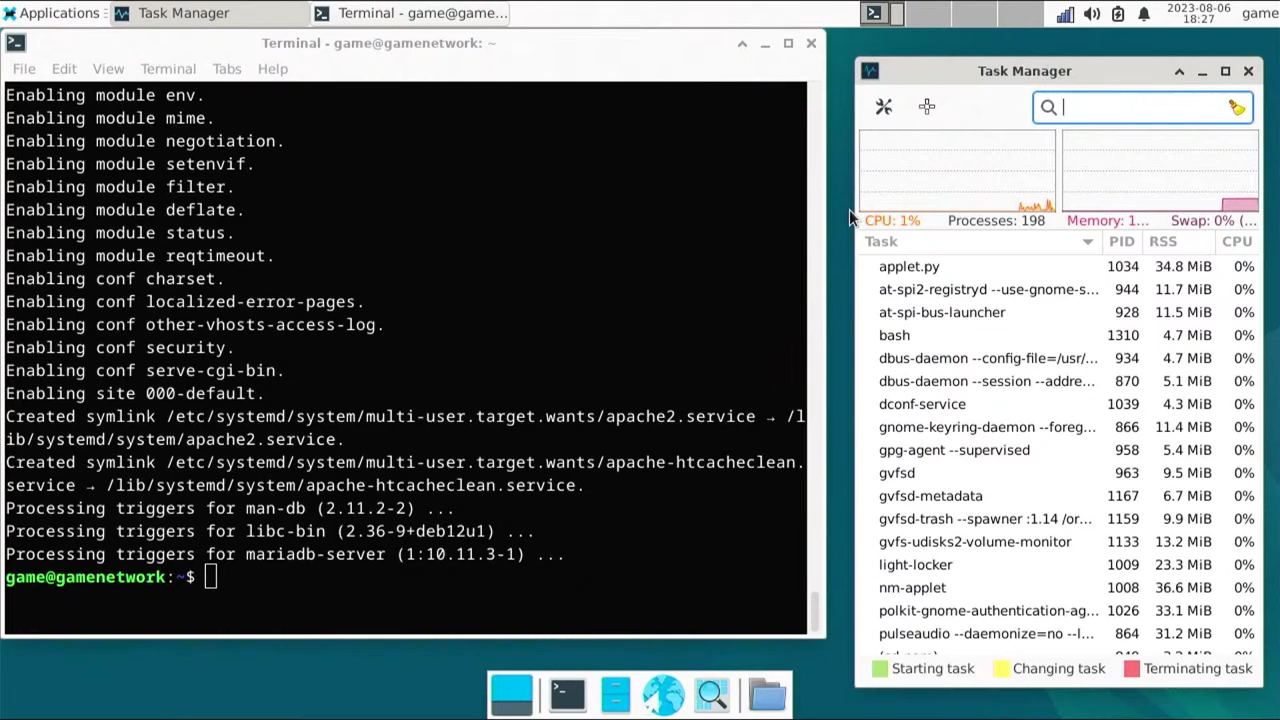 Applications
Task Manager
Terminal - game@game...
2023-08-06
18:27
game
Terminal - game@gamenetwork: ~
File Edit View Terminal Tabs Help
Enabling module env.
Enabling module mime.
Enabling module negotiation.
Enabling module setenvif.
Enabling module filter.
Enabling module deflate.
Enabling module status.
Enabling module reqtimeout.
Enabling conf charset.
Enabling conf localized-error-pages.
Enabling conf other-vhosts-access-log.
Enabling conf security.
Enabling conf serve-cgi-bin.
Enabling site 000-default.
Created symlink /etc/systemd/system/multi-user.target.wants/apache2.service → /l
ib/systemd/system/apache2.service.
Created symlink /etc/systemd/system/multi-user.target.wants/apache-htcacheclean.
service → /lib/systemd/system/apache-htcacheclean.service.
Processing triggers for man-db (2.11.2-2) ...
Processing triggers for libc-bin (2.36-9+deb12u1) ...
Processing triggers for mariadb-server (1:10.11.3-1) ...
game@gamenetwork:~$
Task Manager
CPU: 1% Processes: 198 Memory: 1... Swap: 0% (...
Task PID RSS CPU
applet.py 1034 34.8 MiB 0%
at-spi2-registryd --use-gnome-s... 944 11.7 MiB 0%
at-spi-bus-launcher 928 11.5 MiB 0%
bash 1310 4.7 MiB 0%
dbus-daemon --config-file=/usr/... 934 4.7 MiB 0%
dbus-daemon --session --addre... 870 5.1 MiB 0%
dconf-service 1039 4.3 MiB 0%
gnome-keyring-daemon --foreg... 866 11.4 MiB 0%
gpg-agent --supervised 958 5.4 MiB 0%
gvfsd 963 9.5 MiB 0%
gvfsd-metadata 1167 6.7 MiB 0%
gvfsd-trash --spawner :1.14 /or... 1159 9.9 MiB 0%
gvfs-udisks2-volume-monitor 1133 13.2 MiB 0%
light-locker 1009 23.3 MiB 0%
nm-applet 1008 36.6 MiB 0%
polkit-gnome-authentication-ag... 1026 33.1 MiB 0%
pulseaudio --daemonize=no --l... 864 31.2 MiB 0%
Starting task Changing task Terminating task